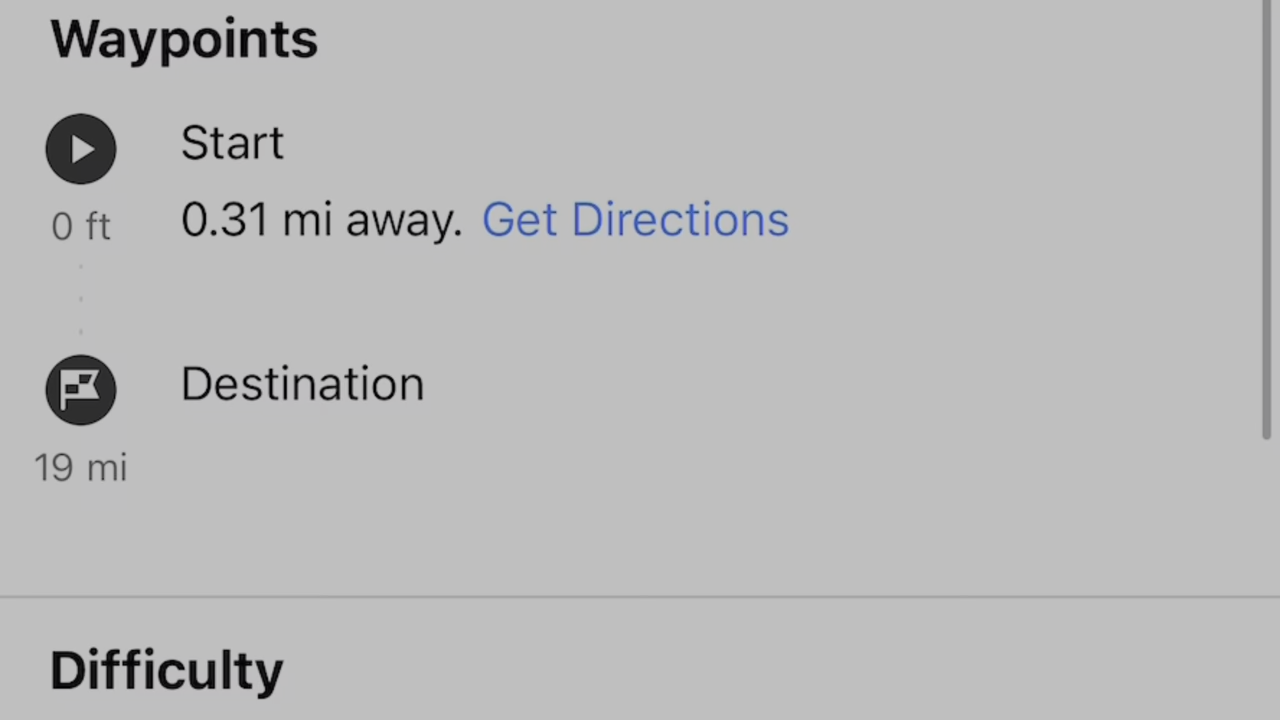 Waypoints
Start
0 ft
0.31 mi away. Get Directions
Destination
19 mi
Difficulty